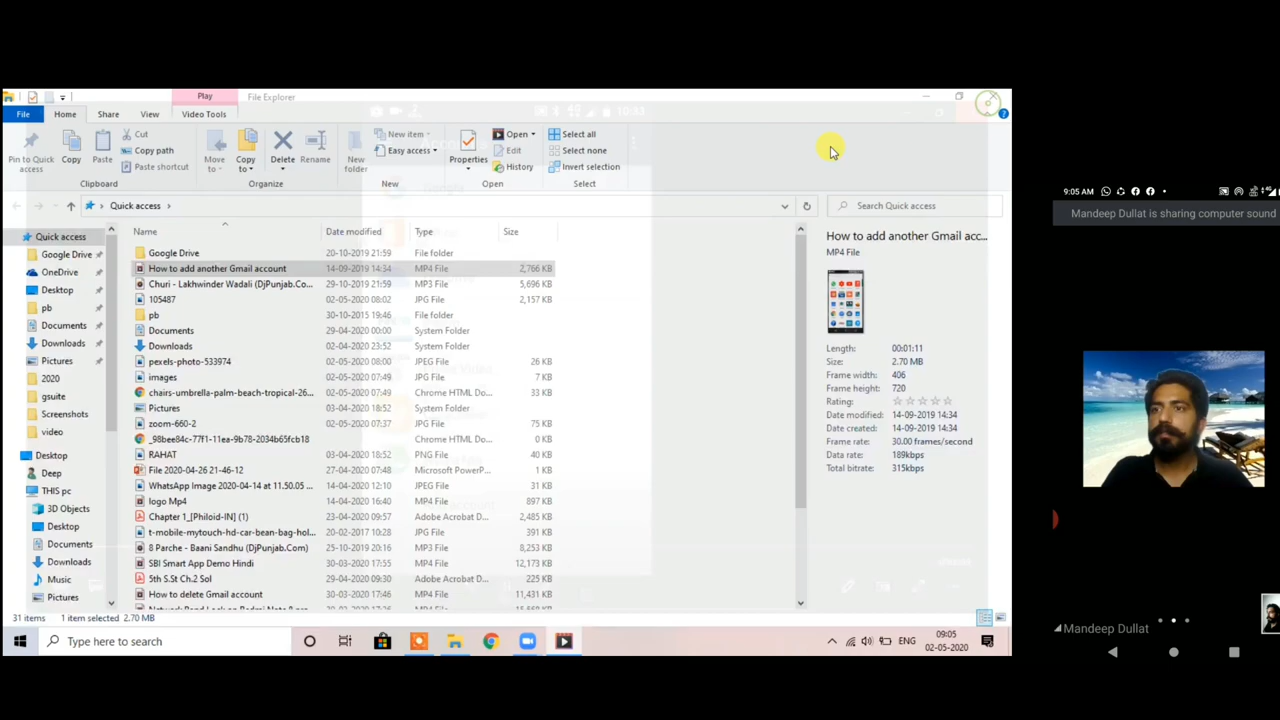 Play
File Explorer
File
Home
Share
View
Video Tools
Pin to Quick access
Copy
Paste
Cut
Copy path
Paste shortcut
Clipboard
Move to
Copy to
Delete
Rename
Organize
New folder
New item
Easy access
New
Properties
Open
Edit
History
Open
Select all
Select none
Invert selection
Select
Quick access
Search Quick access
Name
Date modified
Type
Size
Quick access
Google Drive
OneDrive
Desktop
pb
Documents
Downloads
Pictures
2020
gsuite
Screenshots
video
Desktop
Deep
THIS pc
3D Objects
Desktop
Documents
Downloads
Music
Pictures
Google Drive 20-10-2019 21:59 File folder
How to add another Gmail account 14-09-2019 14:34 MP4 File 2,766 KB
Churi - Lakhwinder Wadali (DjPunjab.Co... 29-10-2019 21:59 MP3 File 5,696 KB
105487 02-05-2020 08:02 JPG File 2,157 KB
pb 30-10-2015 19:46 File folder
Documents 29-04-2020 00:00 System Folder
Downloads 02-05-2020 23:52 System Folder
pexels-photo-533974 02-05-2020 08:00 JPEG File 26 KB
images 02-05-2020 07:49 JPG File 7 KB
chairs-umbrella-palm-beach-tropical-26... 02-05-2020 07:49 Chrome HTML Do... 33 KB
Pictures 03-04-2020 18:52 System Folder
zoom-660-2 02-05-2020 07:37 JPG File 75 KB
_98bee84c-77f1-11ea-9b78-2034b65fcb18 Chrome HTML Do... 0 KB
RAHAT 03-04-2020 18:52 PNG File 40 KB
File 2020-04-26 21-46-12 27-04-2020 07:48 Microsoft PowerP... 1 KB
WhatsApp Image 2020-04-14 at 11.50.05 ... 14-04-2020 12:10 JPEG File 31 KB
logo Mp4 14-04-2020 16:40 MP4 File 897 KB
Chapter 1_[Philoid-IN] (1) 23-04-2020 09:57 Adobe Acrobat D... 2,485 KB
t-mobile-mytouch-hd-car-bean-bag-hol... 20-02-2017 10:28 JPG File 391 KB
8 Parche - Baani Sandhu (DjPunjab.Com) 25-10-2019 20:16 MP3 File 8,253 KB
SBI Smart App Demo Hindi 30-03-2020 17:55 MP4 File 12,173 KB
5th S.St Ch.2 Sol 29-04-2020 09:30 Adobe Acrobat D... 225 KB
How to delete Gmail account 30-03-2020 17:46 MP4 File 11,431 KB
How to add another Gmail acc...
MP4 File
Length: 00:01:11
Size: 2.70 MB
Frame width: 406
Frame height: 720
Rating:
Date modified: 14-09-2019 14:34
Date created: 14-09-2019 14:34
Frame rate: 30.00 frames/second
Data rate: 189kbps
Total bitrate: 315kbps
31 items 1 item selected 2.70 MB
Type here to search
ENG
09:05
02-05-2020
9:05 AM
Mandeep Dullat is sharing computer sound
Mandeep Dullat